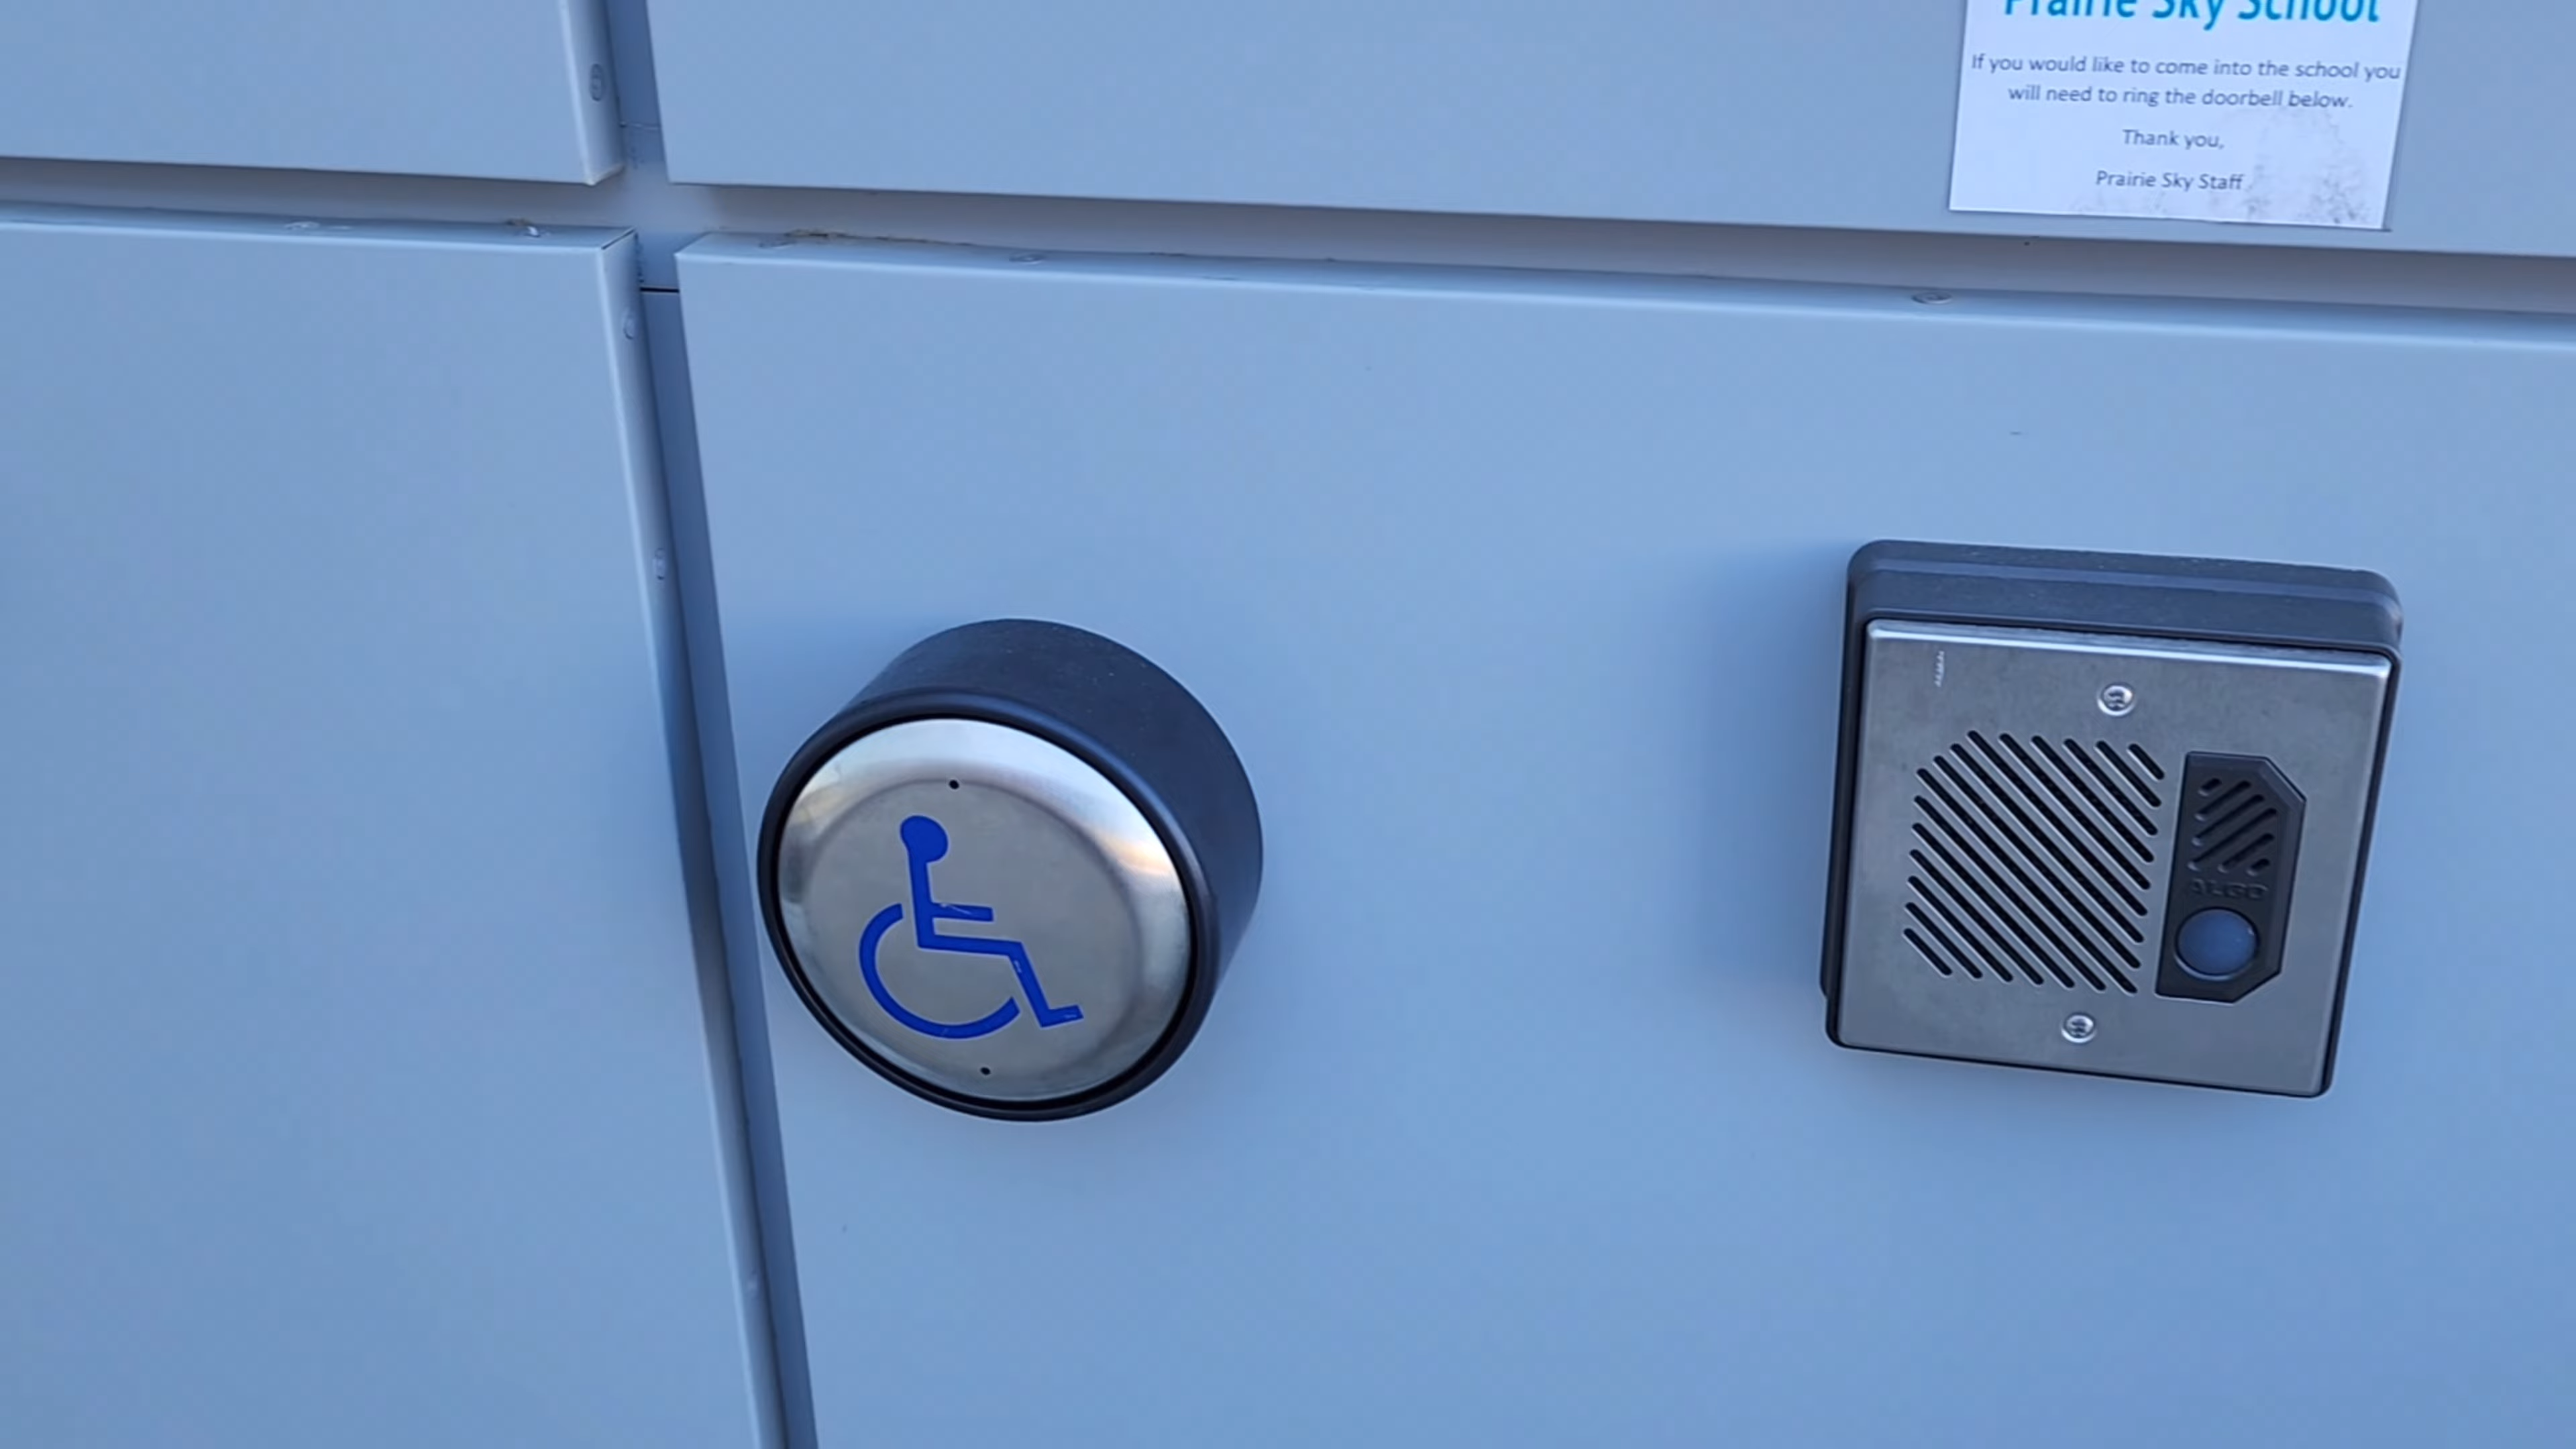 Prairie Sky School
If you would like to come into the school you
will need to ring the doorbell below.
Thank you,
Prairie Sky Staff
ALGO